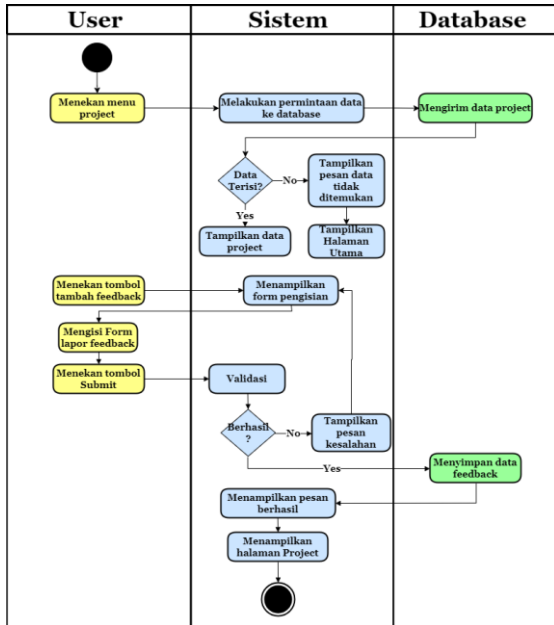 User
Sistem
Database
Menekan menu
project
Melakukan permintaan data
ke database
Mengirim data project
Data
Terisi?
No
Tampilkan
pesan data
tidak
ditemukan
Yes
Tampilkan data
project
Tampilkan
Halaman
Utama
Menekan tombol
tambah feedback
Menampilkan
form pengisian
Mengisi Form
lapor feedback
Menekan tombol
Submit
Validasi
Berhasil
?
No
Tampilkan
pesan
kesalahan
Yes
Menyimpan data
feedback
Menampilkan pesan
berhasil
Menampilkan
halaman Project